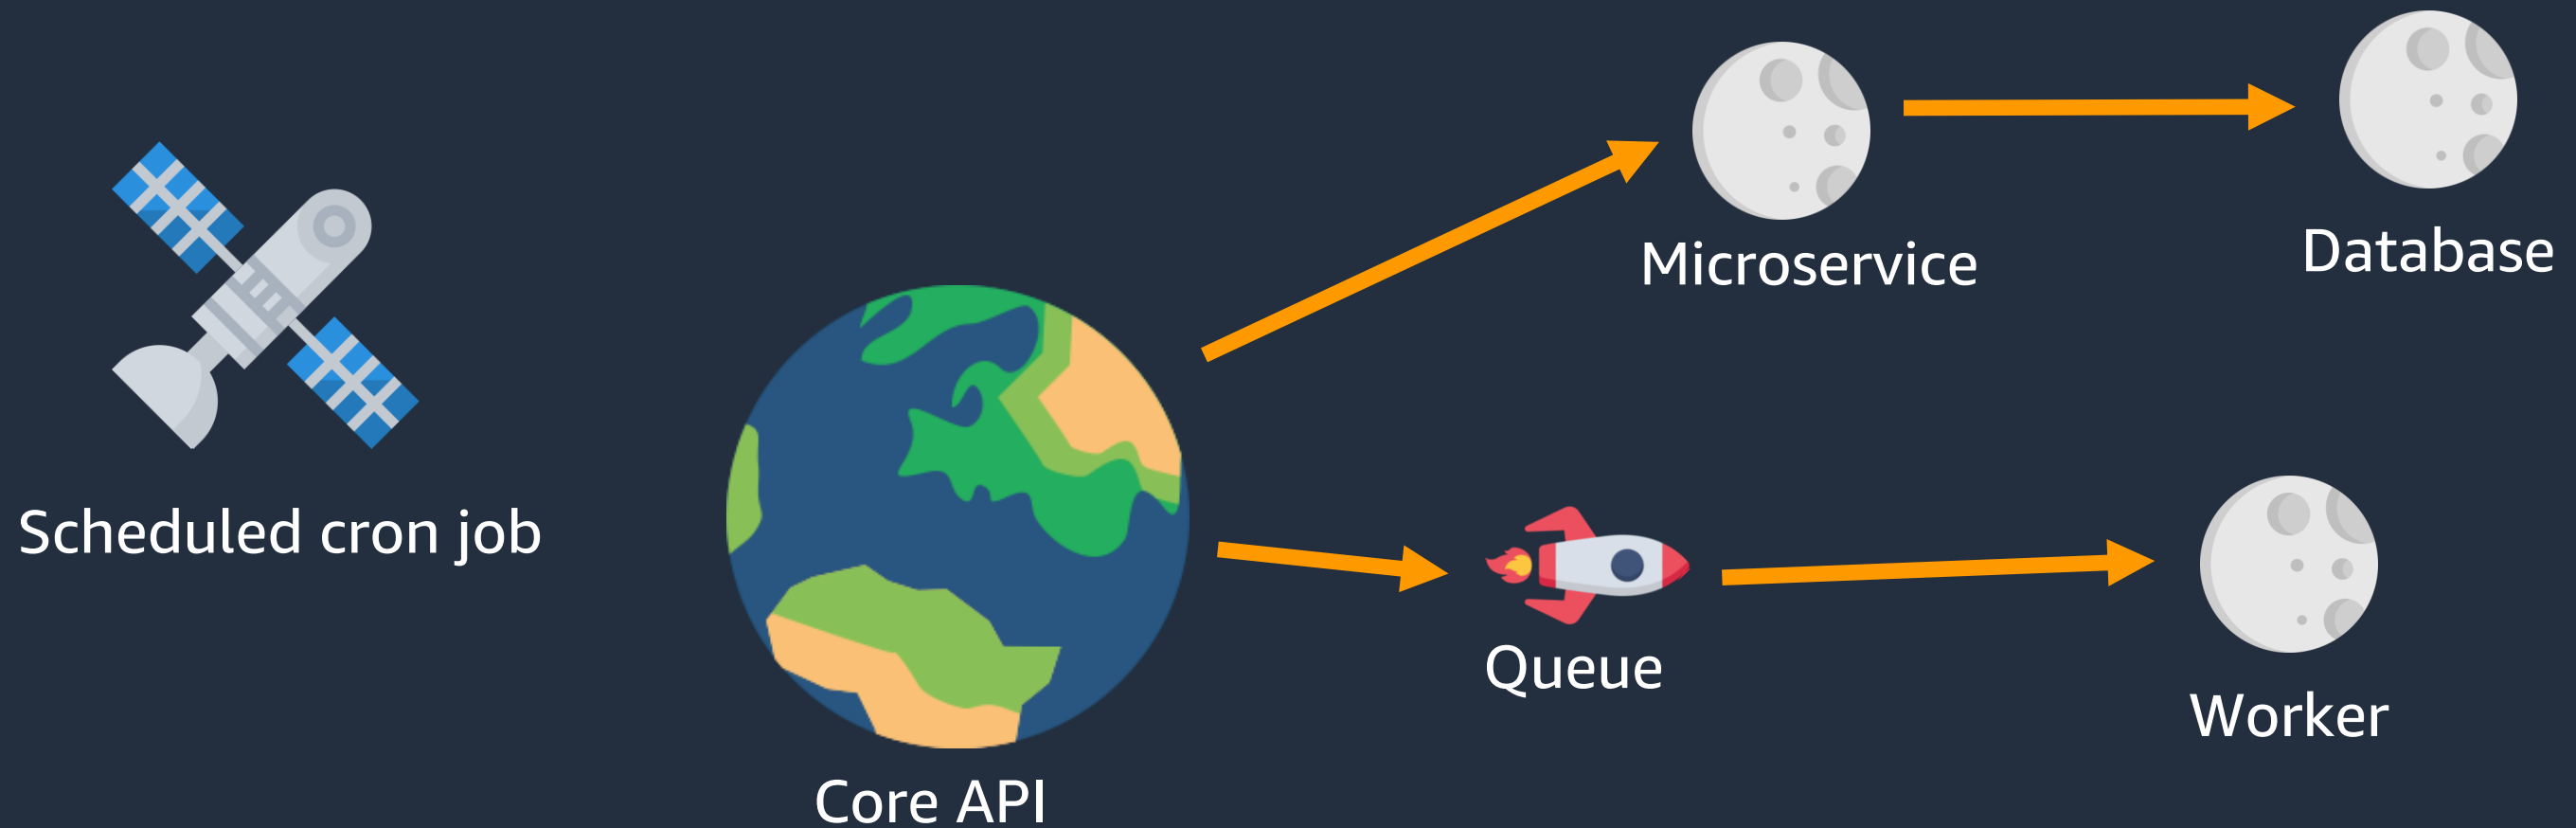 Microservice
Database
Scheduled cron job
Queue
Worker
Core API